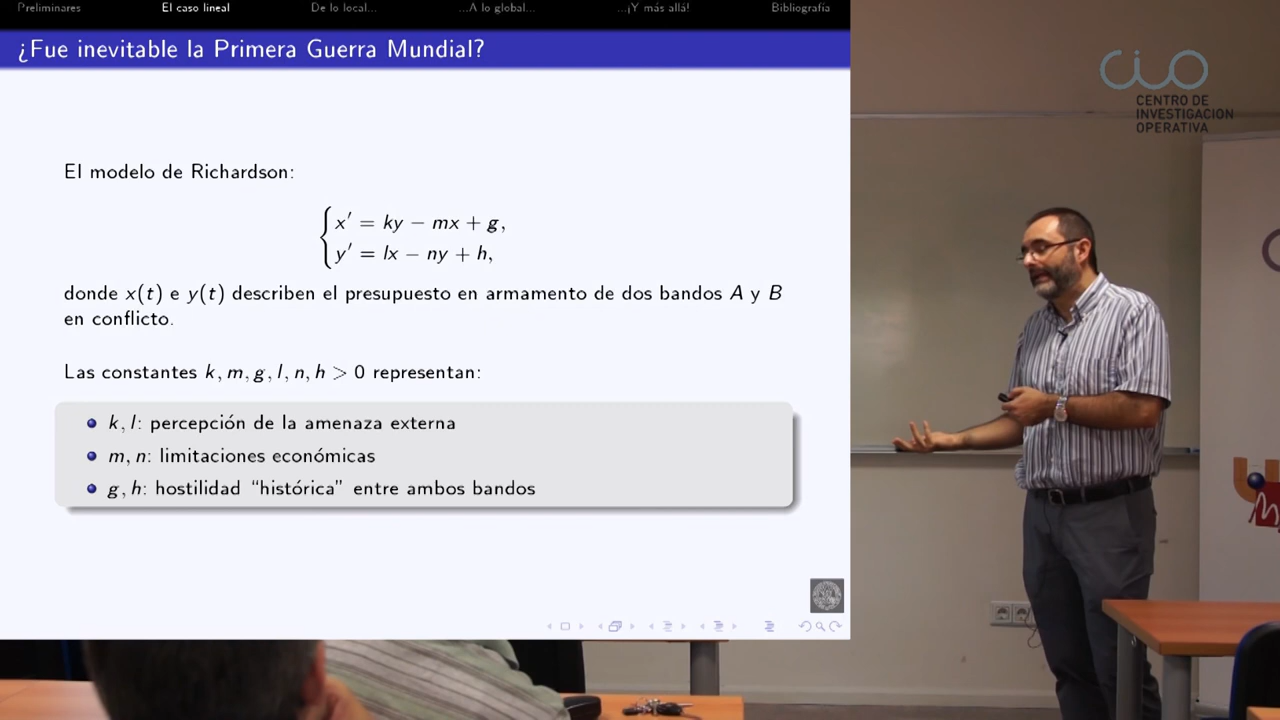 Preliminares El caso lineal De lo local... ...A lo global... ...¡Y más allá! Bibliografía
¿Fue inevitable la Primera Guerra Mundial?
El modelo de Richardson:
x′ = ky − mx + g,
y′ = lx − ny + h,
donde x(t) e y(t) describen el presupuesto en armamento de dos bandos A y B
en conflicto.
Las constantes k, m, g, l, n, h > 0 representan:
k, l: percepción de la amenaza externa
m, n: limitaciones económicas
g, h: hostilidad “histórica” entre ambos bandos
CIO
CENTRO DE
INVESTIGACION
OPERATIVA